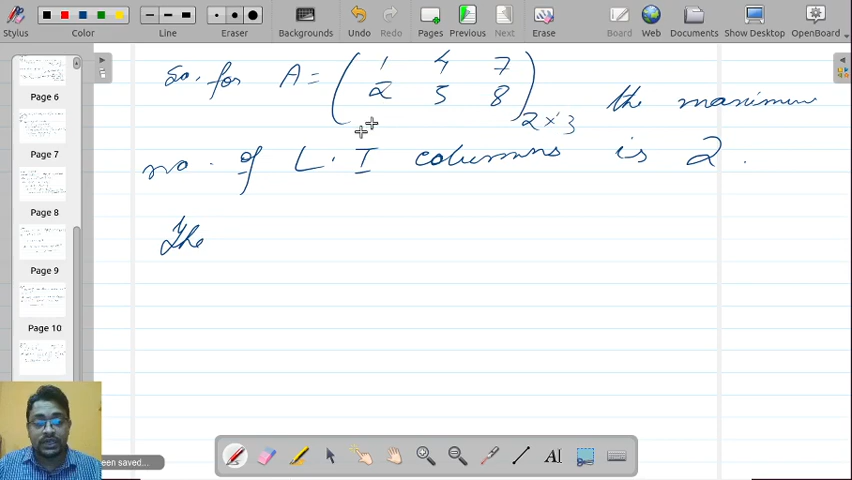 Stylus Color Line Eraser Backgrounds Undo Pages Previous Next Erase Board Web Documents Show Desktop OpenBoard
Page 6
Page 7
Page 8
Page 9
Page 10
So, for A = ( 1 4 7
2 5 8 ) 2×3 the maximum
no. of L.I columns is 2.
The
een saved...